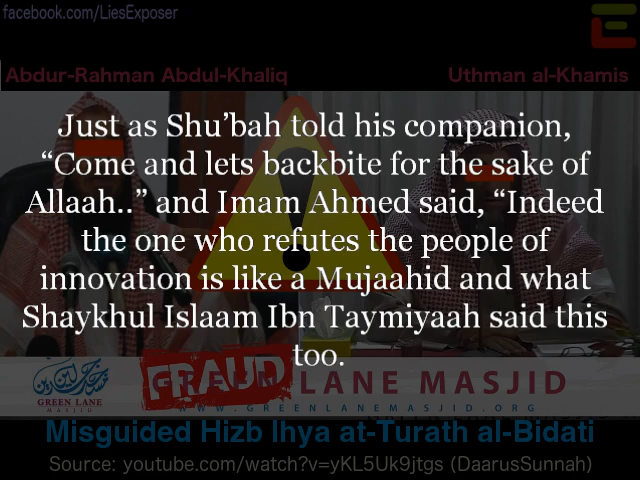 facebook.com/LiesExposer
Abdur-Rahman Abdul-Khaliq Uthman al-Khamis
Just as Shu’bah told his companion,
“Come and lets backbite for the sake of
Allaah..” and Imam Ahmed said, “Indeed
the one who refutes the people of
innovation is like a Mujaahid and what
Shaykhul Islaam Ibn Taymiyaah said this
too.
FRAUD
GREEN LANE MASJID
GREEN LANE
MASJID
WWW.GREENLANEMASJID.ORG
Misguided Hizb Ihya at-Turath al-Bidati
Source: youtube.com/watch?v=yKL5Uk9jtgs (DaarusSunnah)